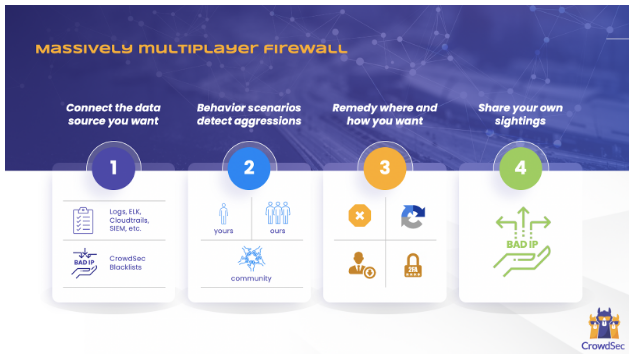 Massively multiplayer firewall
Connect the data
source you want
Behavior scenarios
detect aggressions
Remedy where and
how you want
Share your own
sightings
1
2
3
4
Logs, ELK,
Cloudtrails,
SIEM, etc.
BAD IP
CrowdSec
Blacklists
yours
ours
community
2FA
BAD IP
CrowdSec